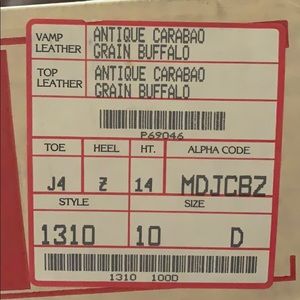 VAMP LEATHER ANTIQUE CARABAO
GRAIN BUFFALO
TOP LEATHER ANTIQUE CARABAO
GRAIN BUFFALO
P69046
TOE HEEL HT. ALPHA CODE
J4 Z 14 MDJCBZ
STYLE SIZE
1310 10 D
1310 100D